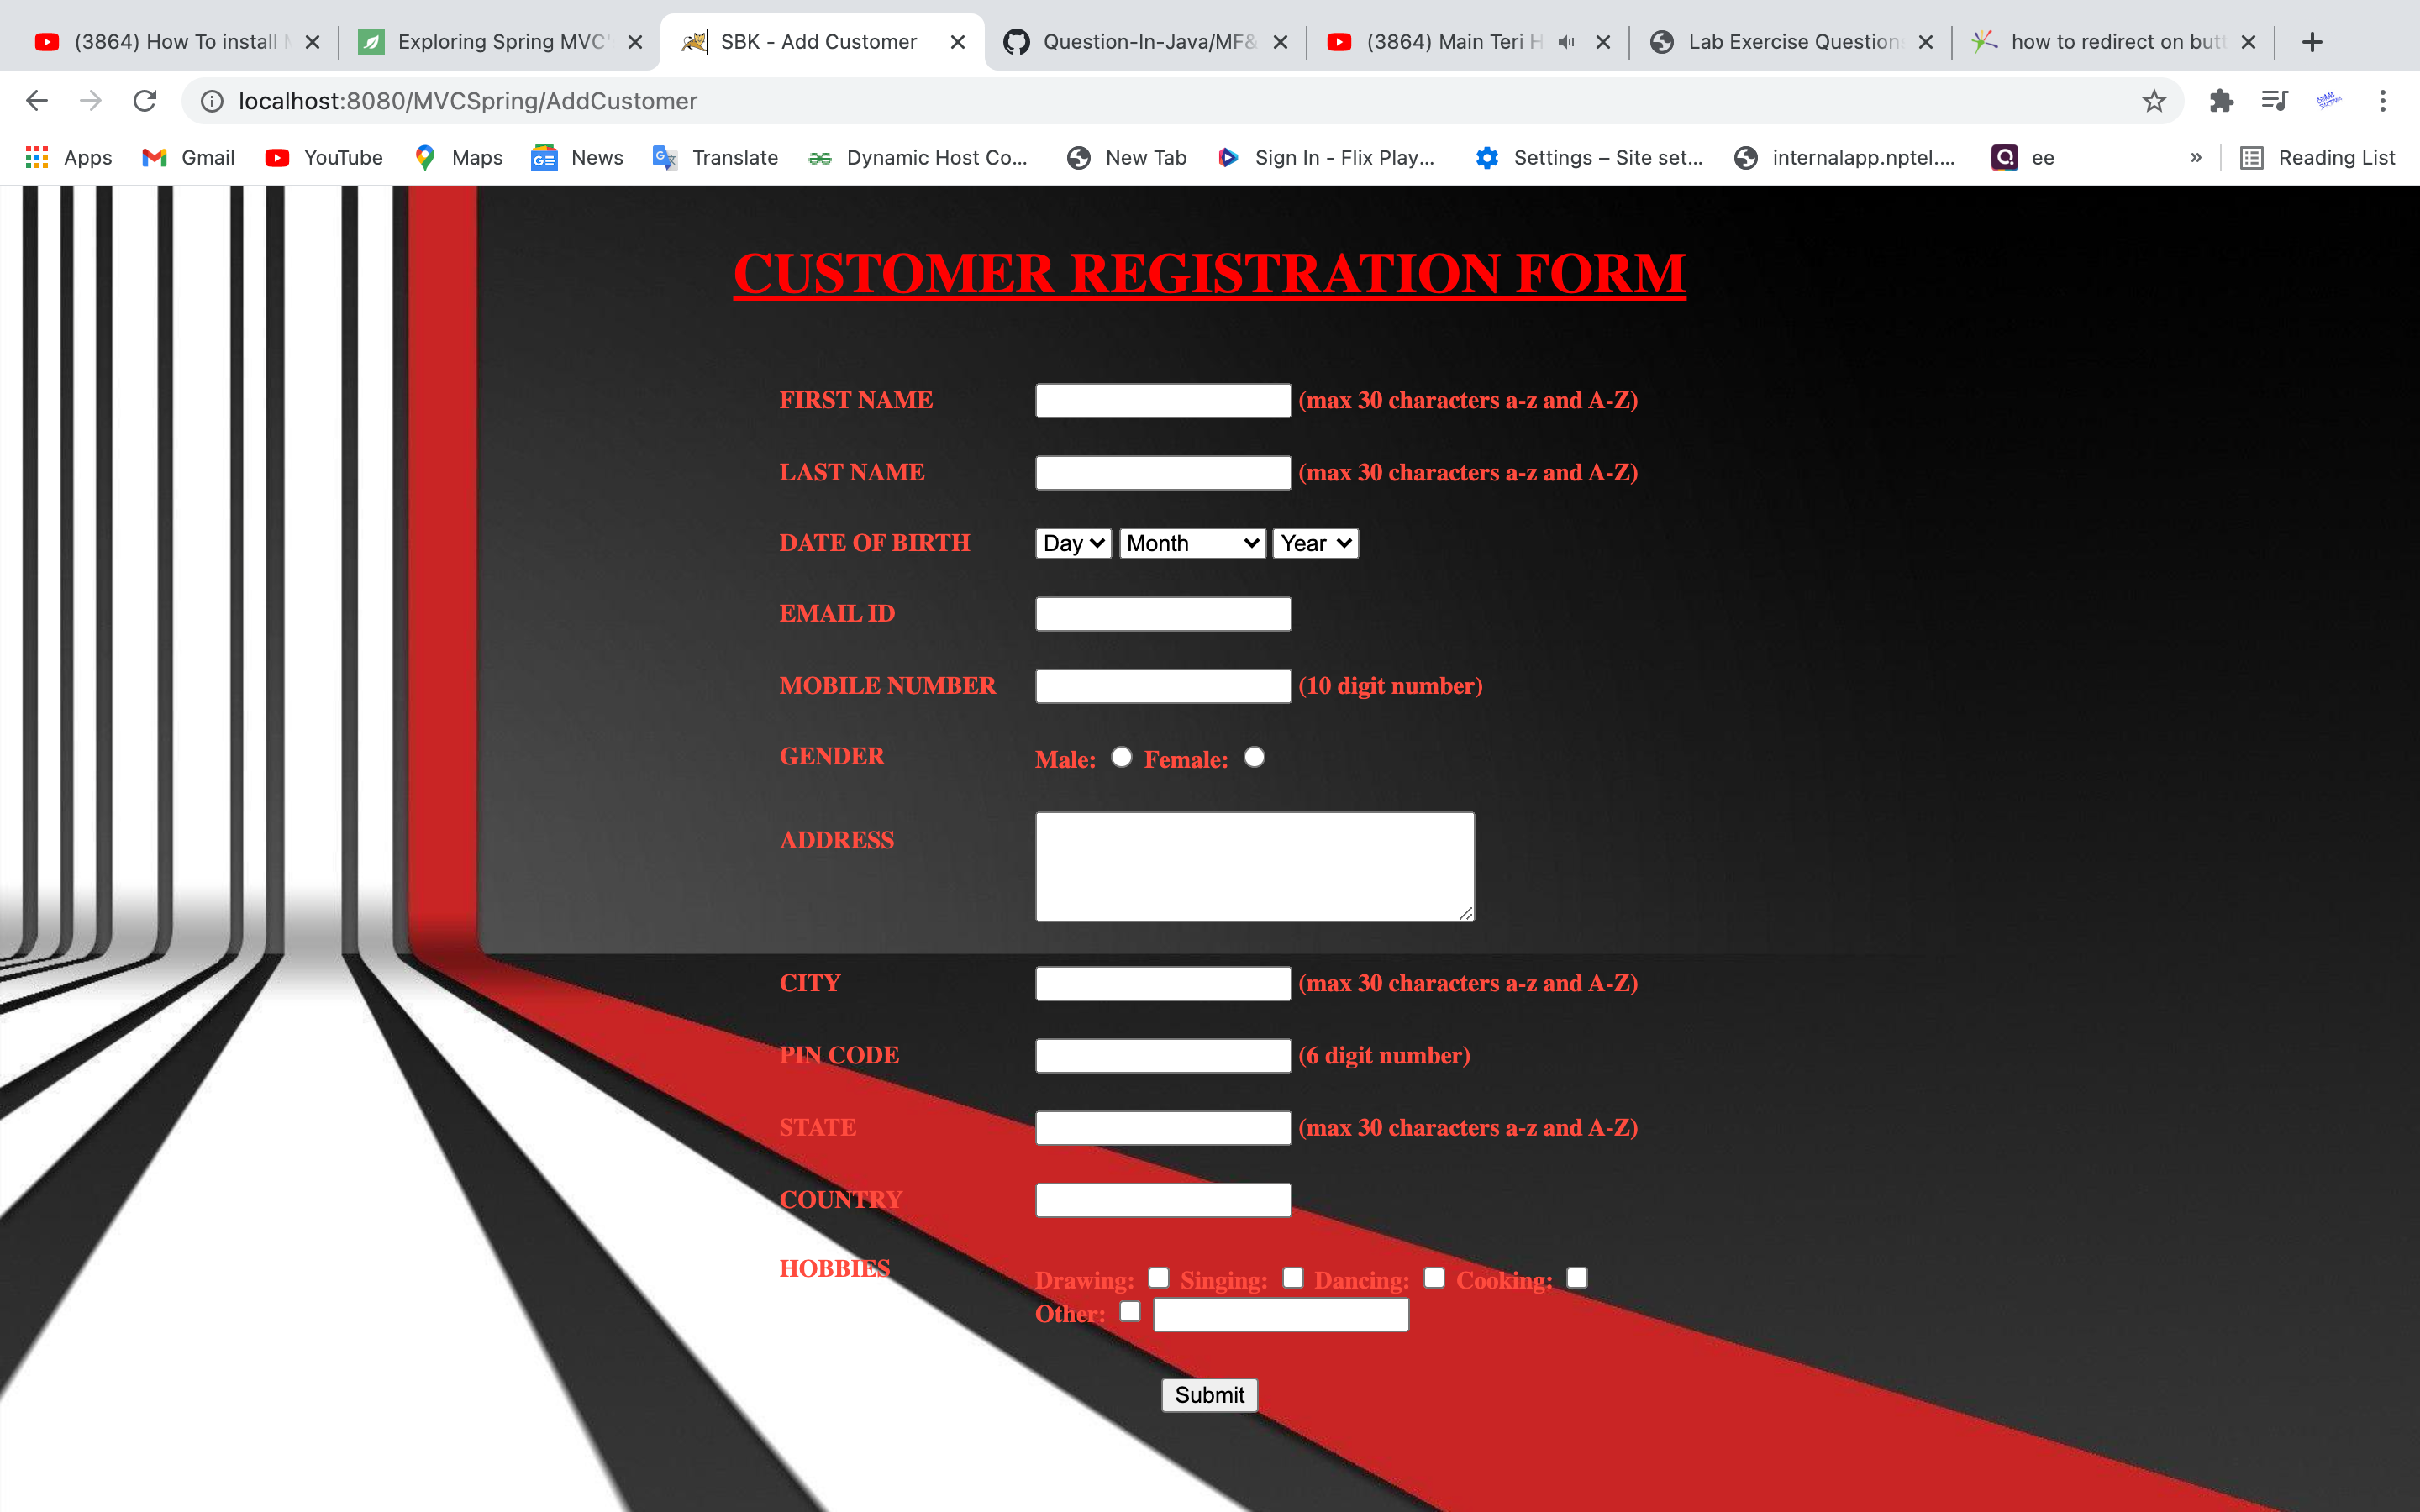 (3864) How To install
Exploring Spring MVC'
SBK - Add Customer
Question-In-Java/MF&
(3864) Main Teri H
Lab Exercise Question
how to redirect on but
localhost:8080/MVCSpring/AddCustomer
Apps
Gmail
YouTube
Maps
News
Translate
Dynamic Host Co...
New Tab
Sign In - Flix Play...
Settings – Site set...
internalapp.nptel....
ee
»
Reading List
CUSTOMER REGISTRATION FORM
FIRST NAME (max 30 characters a-z and A-Z)
LAST NAME (max 30 characters a-z and A-Z)
DATE OF BIRTH Day Month Year
EMAIL ID
MOBILE NUMBER (10 digit number)
GENDER Male: Female:
ADDRESS
CITY (max 30 characters a-z and A-Z)
PIN CODE (6 digit number)
STATE (max 30 characters a-z and A-Z)
COUNTRY
HOBBIES Drawing: Singing: Dancing: Cooking:
Other:
Submit